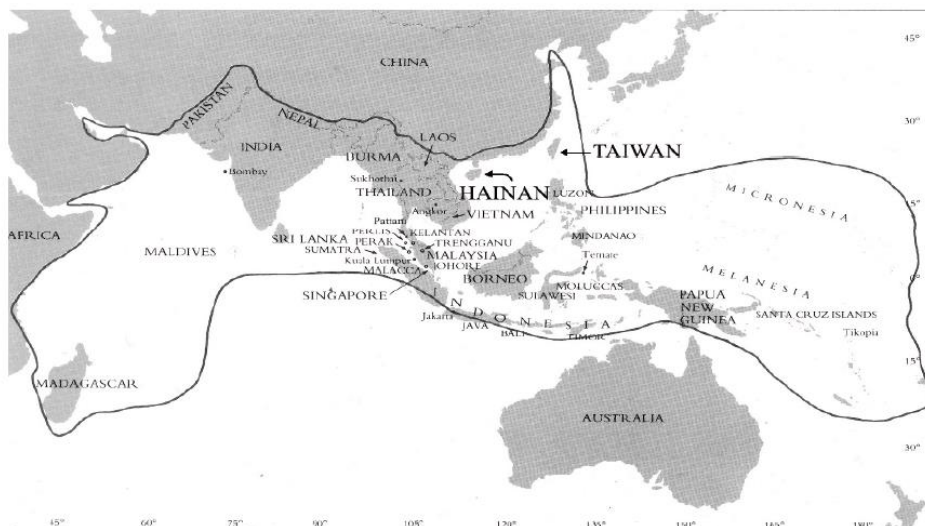 45°
CHINA
PAKISTAN
NEPAL
30°
LAOS
INDIA
BURMA
TAIWAN
Bombay
Sukhothai
THAILAND
HAINAN
LUZON
MICRONESIA
Angkor
VIETNAM
PHILIPPINES
15°
Pattani
PERLIS
KELANTAN
AFRICA
SRI LANKA
TRENGGANU
MINDANAO
MALDIVES
PERAK
SUMATRA
MALAYSIA
Ternate
Kuala Lumpur
JOHORE
MALACCA
BORNEO
MELANESIA
0°
MOLUCCAS
SINGAPORE
SULAWESI
PAPUA
NEW
GUINEA
INDONESIA
SANTA CRUZ ISLANDS
Jakarta
JAVA
BALI
TIMOR
Tikopia
15°
MADAGASCAR
AUSTRALIA
30°
45° 60° 75° 90° 105° 120° 135° 150° 165° 180°